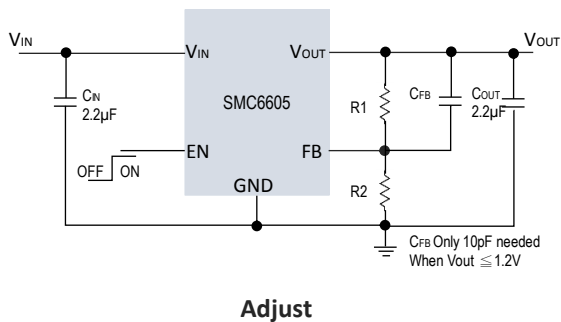 VIN
VIN
VOUT
VOUT
CIN
2.2µF
SMC6605
R1
CFB
COUT
2.2µF
EN
FB
OFF ON
R2
GND
CFB Only 10pF needed
When Vout ≦1.2V
Adjust